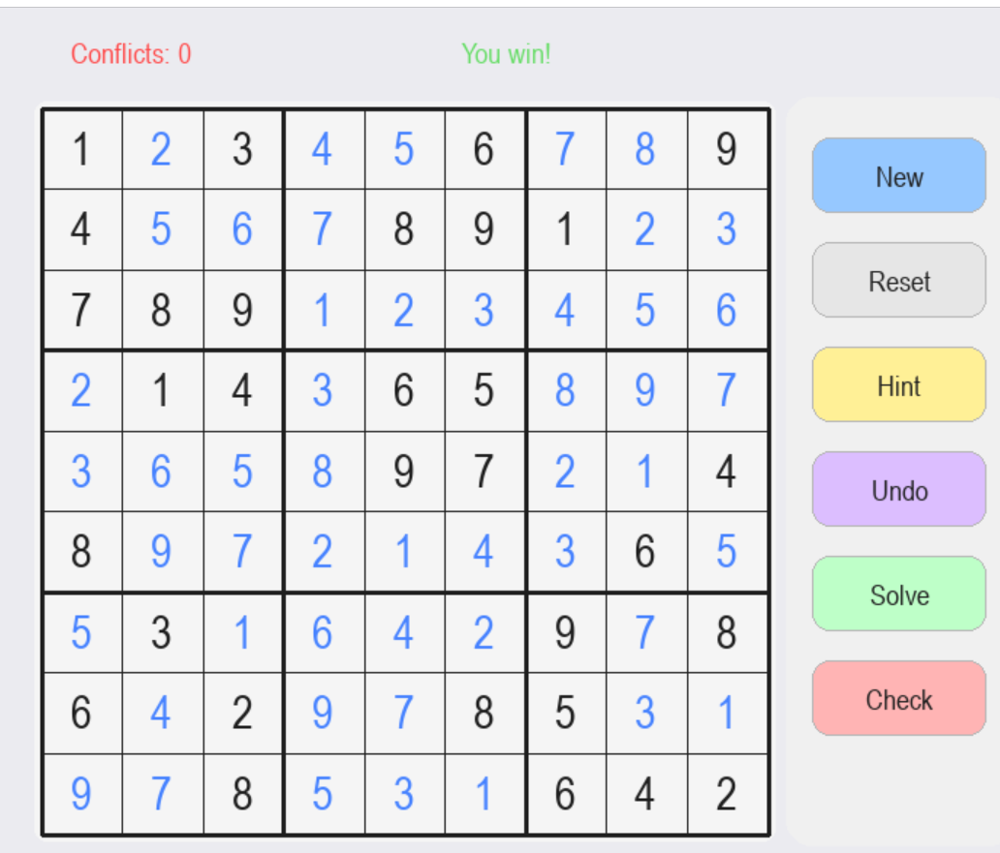 Conflicts: 0 You win!
1 2 3 4 5 6 7 8 9
New
4 5 6 7 8 9 1 2 3
Reset
7 8 9 1 2 3 4 5 6
Hint
2 1 4 3 6 5 8 9 7
3 6 5 8 9 7 2 1 4
Undo
8 9 7 2 1 4 3 6 5
Solve
5 3 1 6 4 2 9 7 8
Check
6 4 2 9 7 8 5 3 1
9 7 8 5 3 1 6 4 2